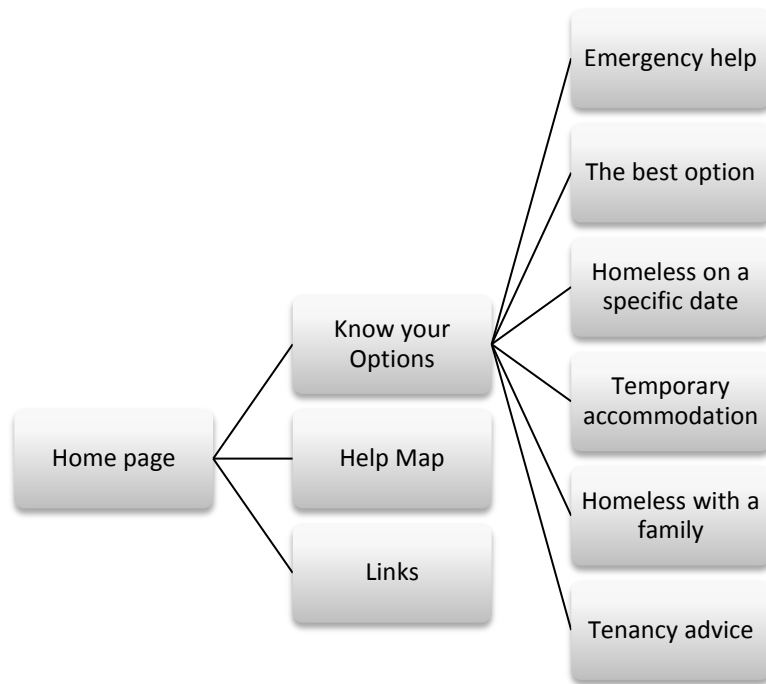 Home page
Know your
Options
Help Map
Links
Emergency help
The best option
Homeless on a
specific date
Temporary
accommodation
Homeless with a
family
Tenancy advice